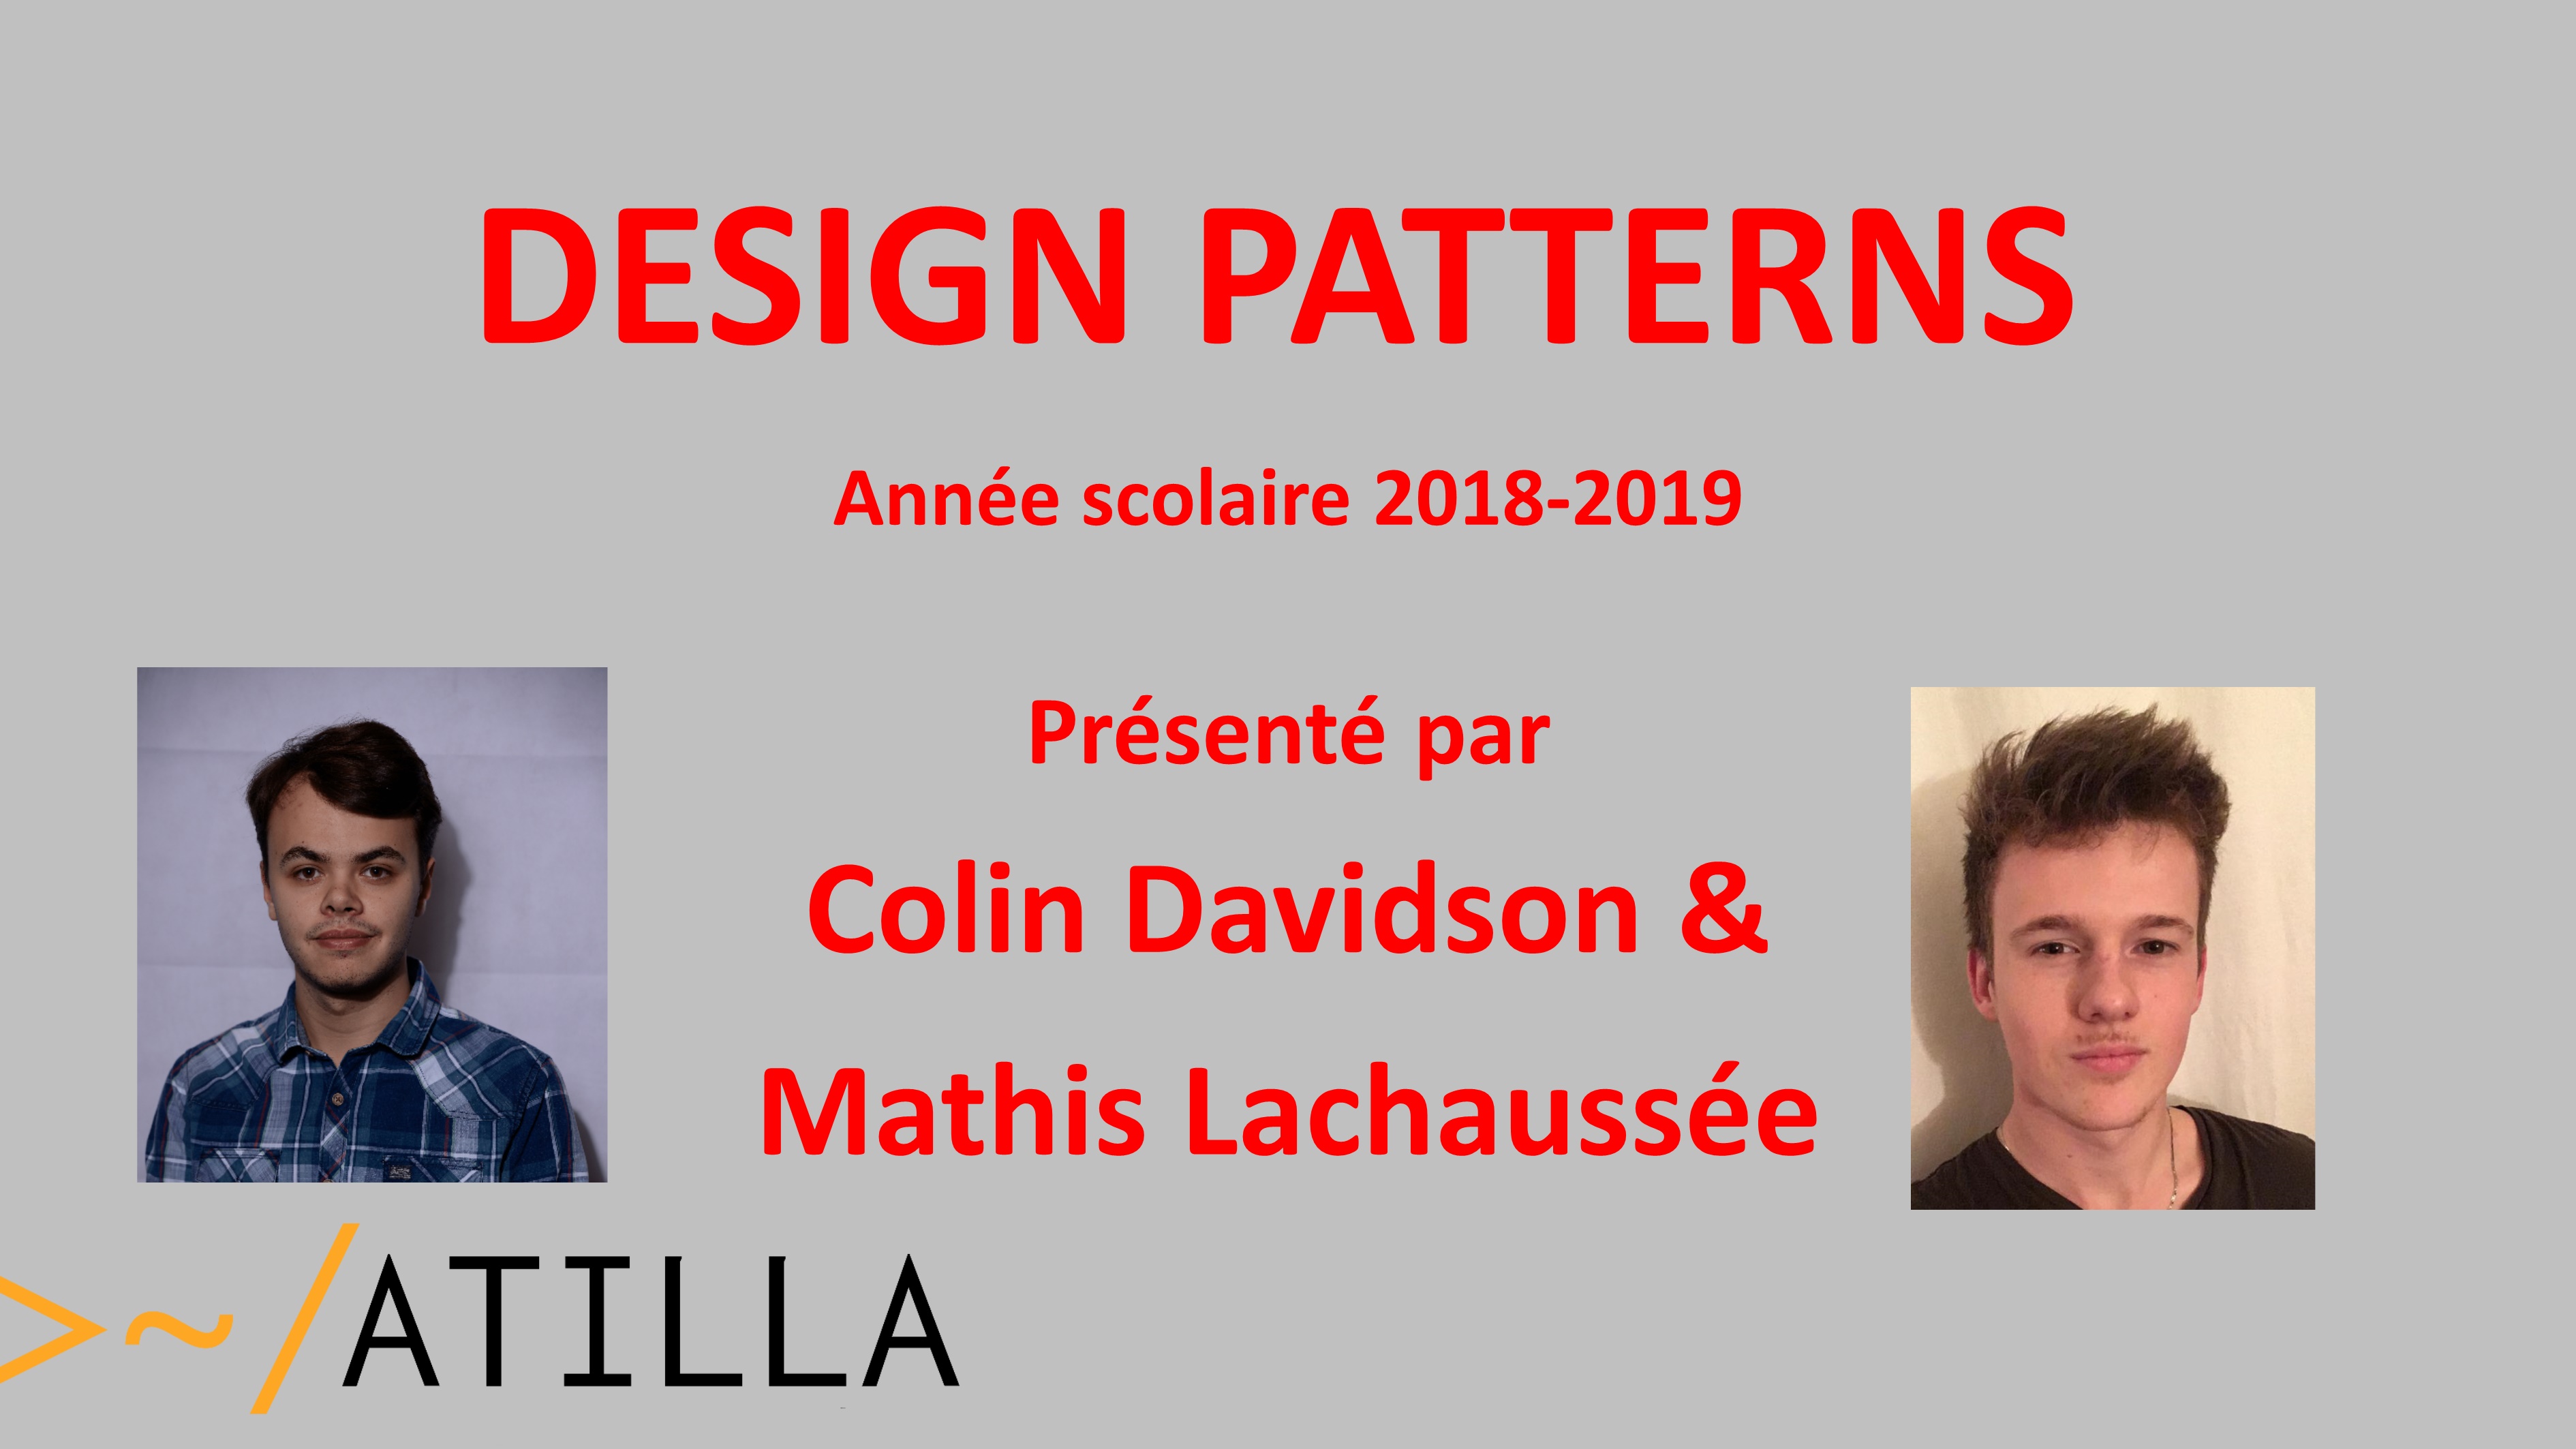 DESIGN PATTERNS
Année scolaire 2018-2019
Présenté par
Colin Davidson &
Mathis Lachaussée
>~/ATILLA